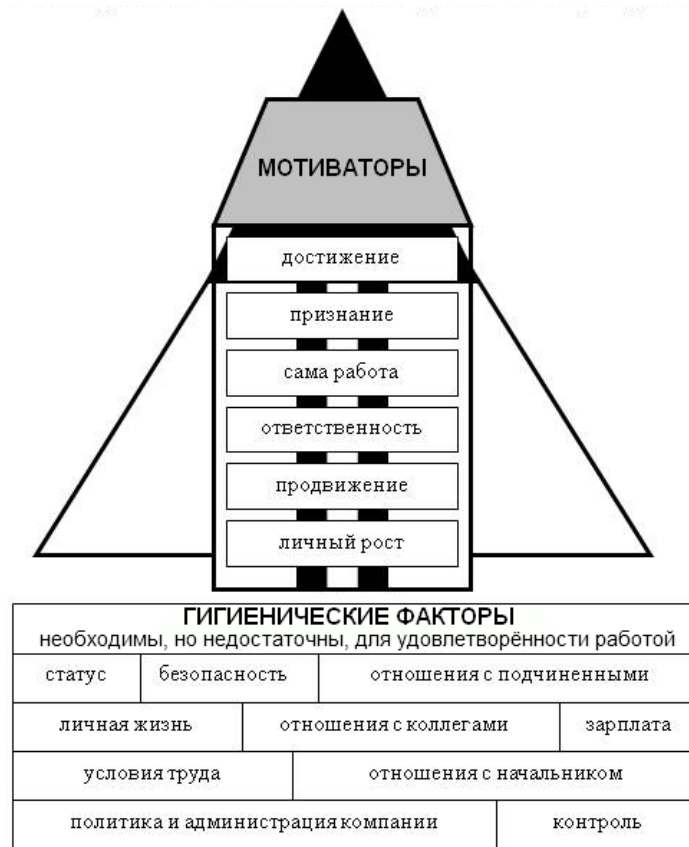 МОТИВАТОРЫ
достижение
признание
сама работа
ответственность
продвижение
личный рост
ГИГИЕНИЧЕСКИЕ ФАКТОРЫ
необходимы, но недостаточны, для удовлетворённости работой
статус безопасность отношения с подчиненными
личная жизнь отношения с коллегами зарплата
условия труда отношения с начальником
политика и администрация компании контроль